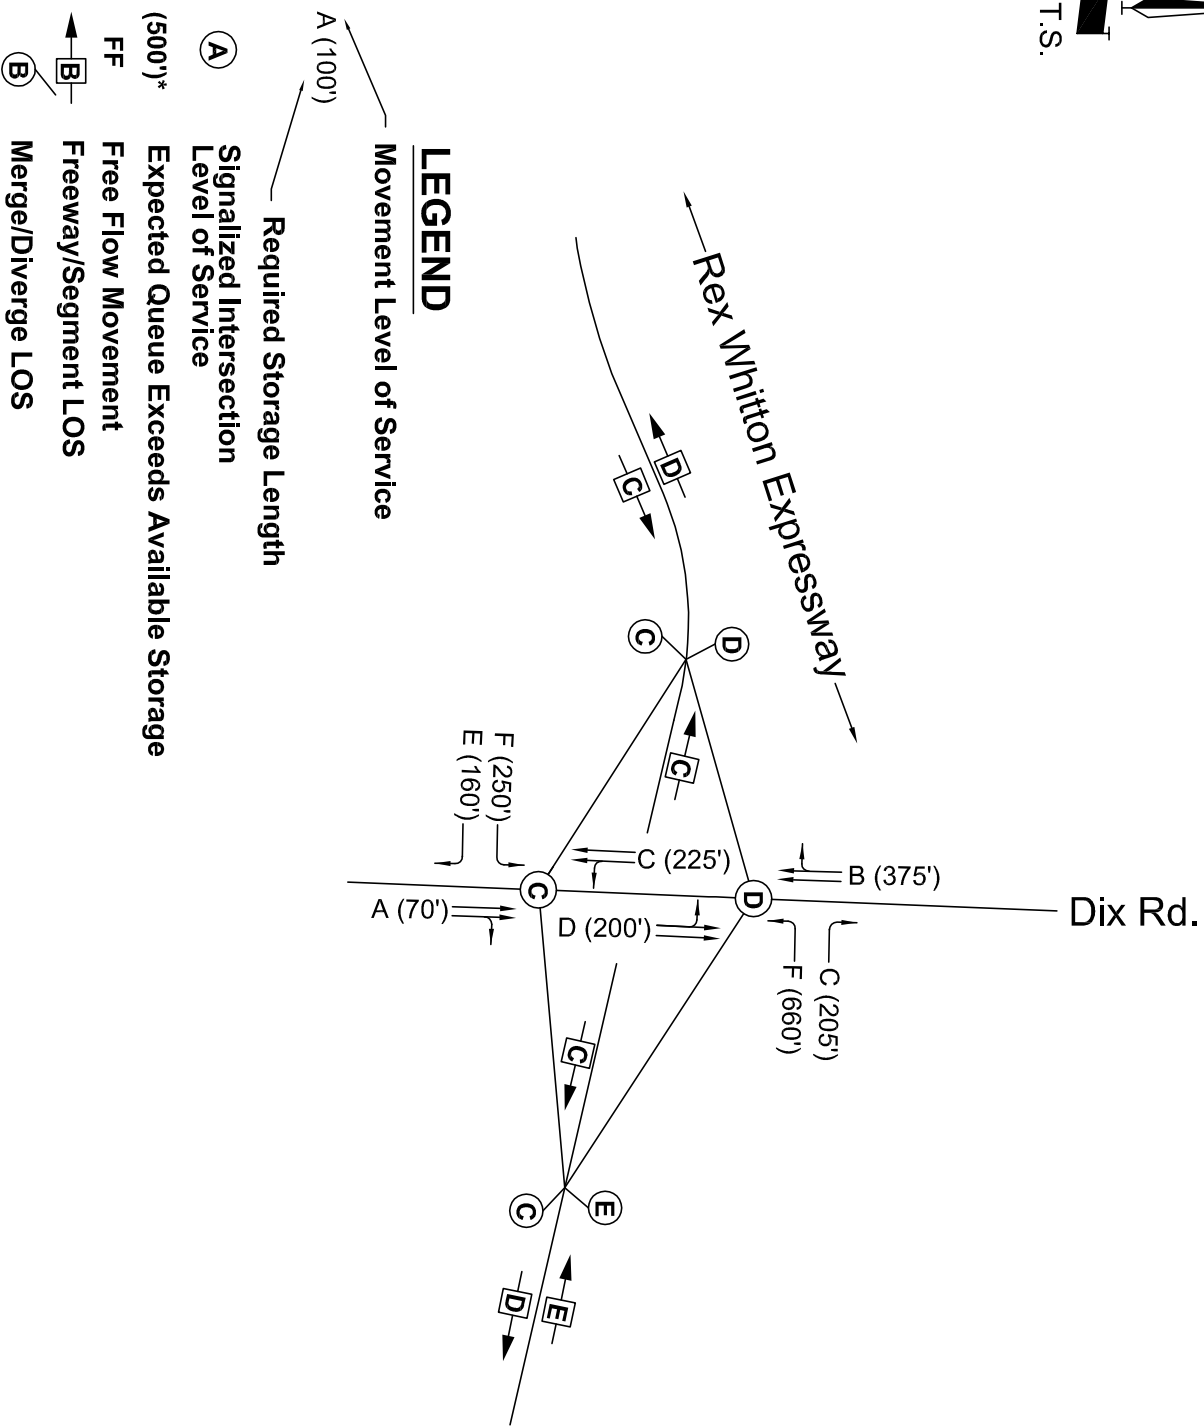 T.S.
LEGEND
Movement Level of Service
A (100')
Required Storage Length
A
Signalized Intersection
Level of Service
(500')*
Expected Queue Exceeds Available Storage
FF
Free Flow Movement
B
Freeway/Segment LOS
B
Merge/Diverge LOS
Rex Whitton Expressway
D
C
C
D
C
F (250')
E (160')
C (225')
B (375')
Dix Rd.
C
D
A (70')
D (200')
C (205')
F (660')
C
C
E
D
E